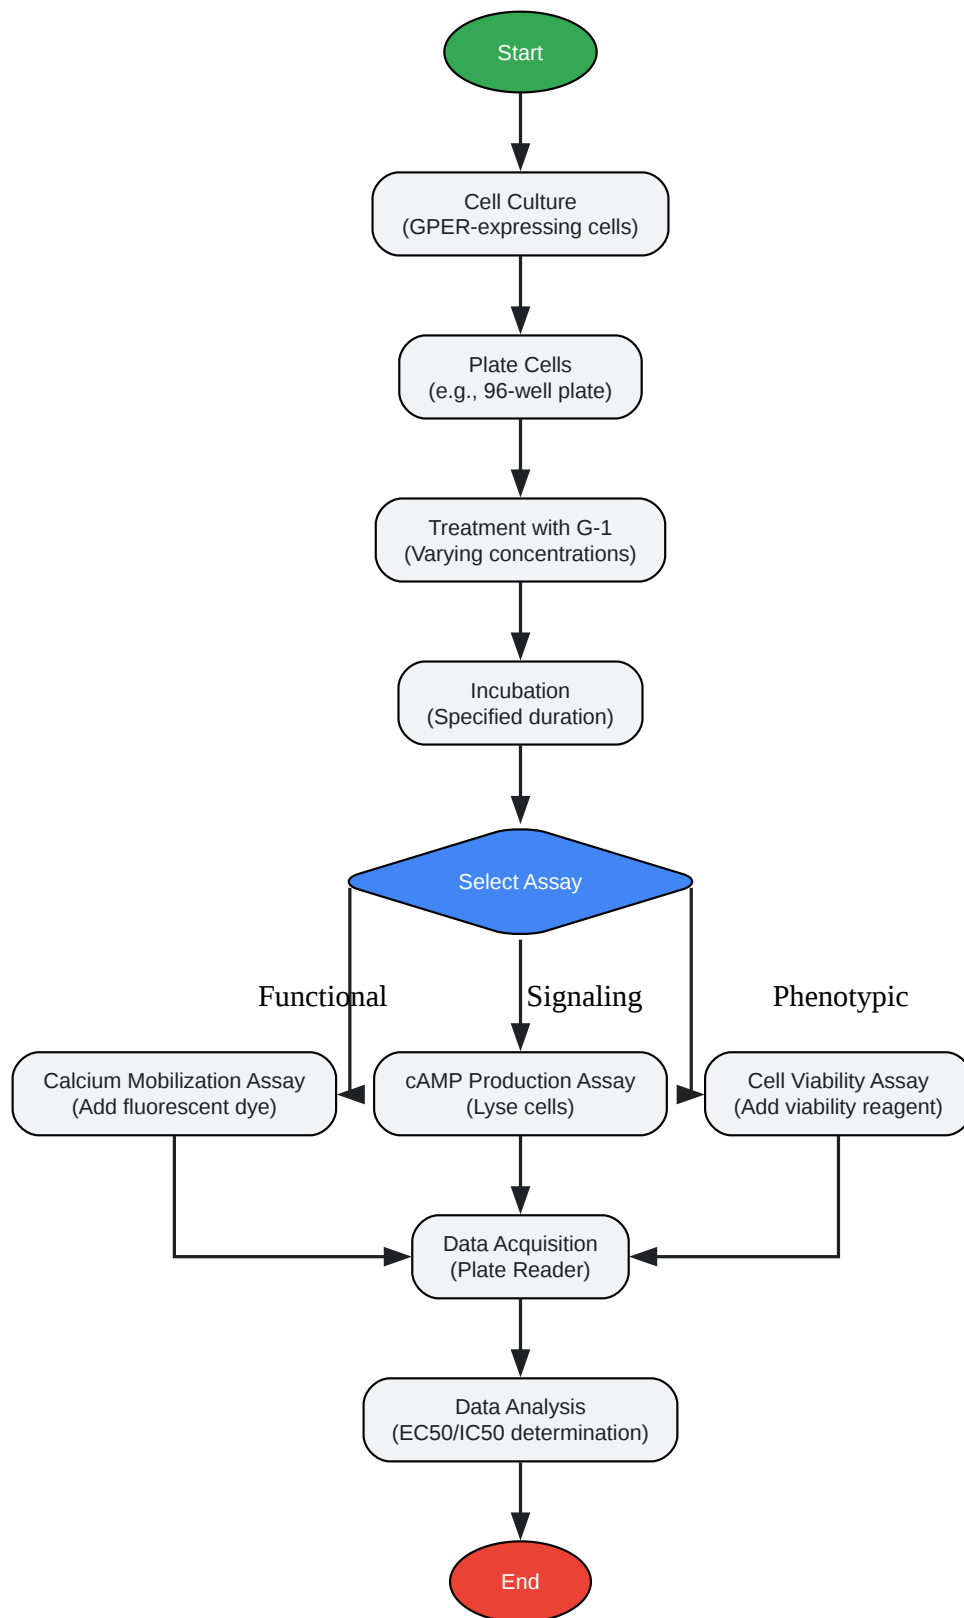 Start
Cell Culture
(GPER-expressing cells)
Plate Cells
(e.g., 96-well plate)
Treatment with G-1
(Varying concentrations)
Incubation
(Specified duration)
Select Assay
Functional
Signaling
Phenotypic
Calcium Mobilization Assay
(Add fluorescent dye)
cAMP Production Assay
(Lyse cells)
Cell Viability Assay
(Add viability reagent)
Data Acquisition
(Plate Reader)
Data Analysis
(EC50/IC50 determination)
End